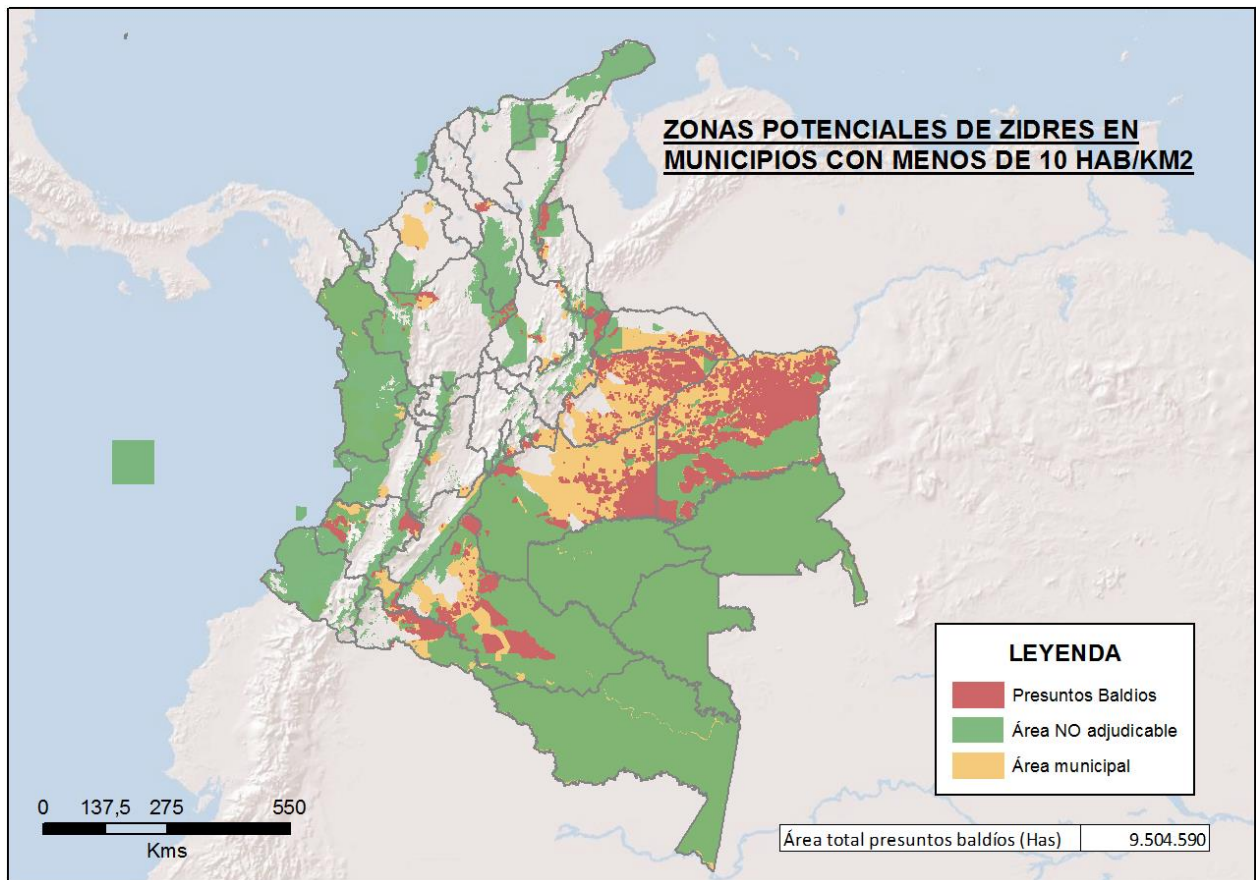 ZONAS POTENCIALES DE ZIDRES EN
MUNICIPIOS CON MENOS DE 10 HAB/KM2
LEYENDA
Presuntos Baldios
Área NO adjudicable
Área municipal
0 137,5 275 550
Kms
Área total presuntos baldíos (Has) 9.504.590